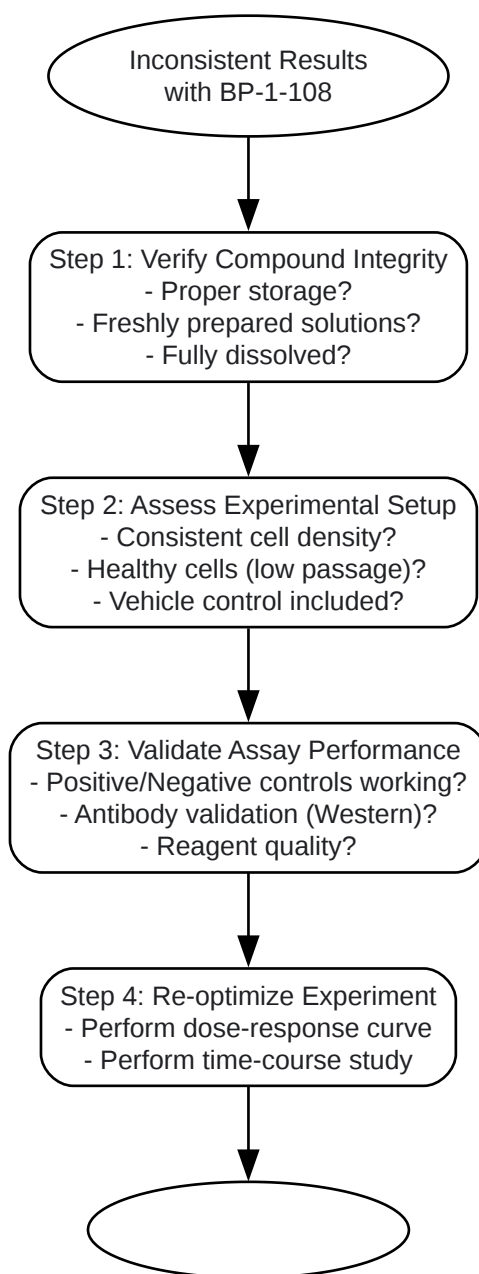 Inconsistent Results
with BP-1-108
Step 1: Verify Compound Integrity
- Proper storage?
- Freshly prepared solutions?
- Fully dissolved?
Step 2: Assess Experimental Setup
- Consistent cell density?
- Healthy cells (low passage)?
- Vehicle control included?
Step 3: Validate Assay Performance
- Positive/Negative controls working?
- Antibody validation (Western)?
- Reagent quality?
Step 4: Re-optimize Experiment
- Perform dose-response curve
- Perform time-course study